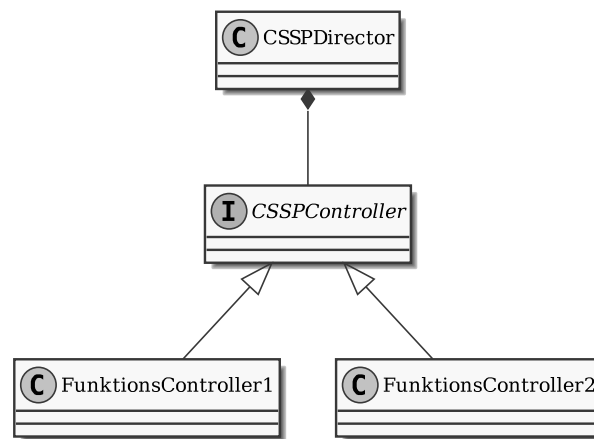 C CSSPDirector
I CSSPController
C FunktionsController1
C FunktionsController2